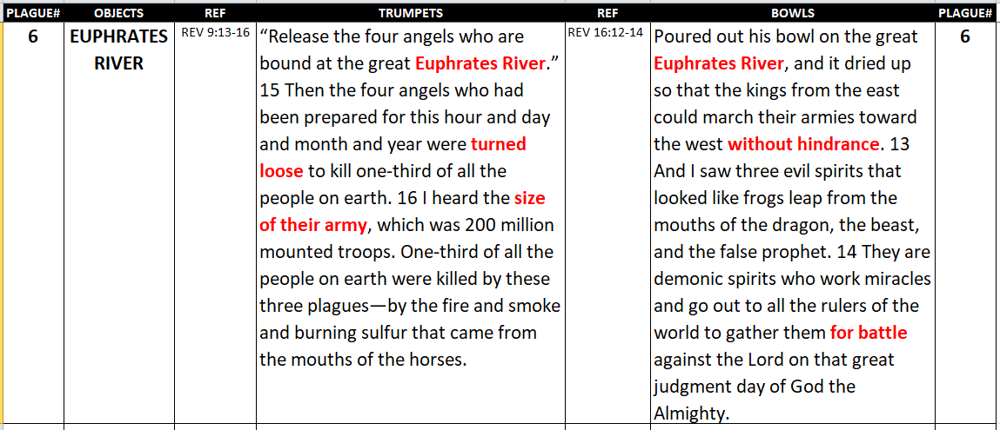 PLAGUE# OBJECTS REF TRUMPETS REF BOWLS PLAGUE#
6
EUPHRATES
RIVER
REV 9:13-16
“Release the four angels who are
bound at the great Euphrates River.”
15 Then the four angels who had
been prepared for this hour and day
and month and year were turned
loose to kill one-third of all the
people on earth. 16 I heard the size
of their army, which was 200 million
mounted troops. One-third of all the
people on earth were killed by these
three plagues—by the fire and smoke
and burning sulfur that came from
the mouths of the horses.
REV 16:12-14
Poured out his bowl on the great
Euphrates River, and it dried up
so that the kings from the east
could march their armies toward
the west without hindrance. 13
And I saw three evil spirits that
looked like frogs leap from the
mouths of the dragon, the beast,
and the false prophet. 14 They are
demonic spirits who work miracles
and go out to all the rulers of the
world to gather them for battle
against the Lord on that great
judgment day of God the
Almighty.
6